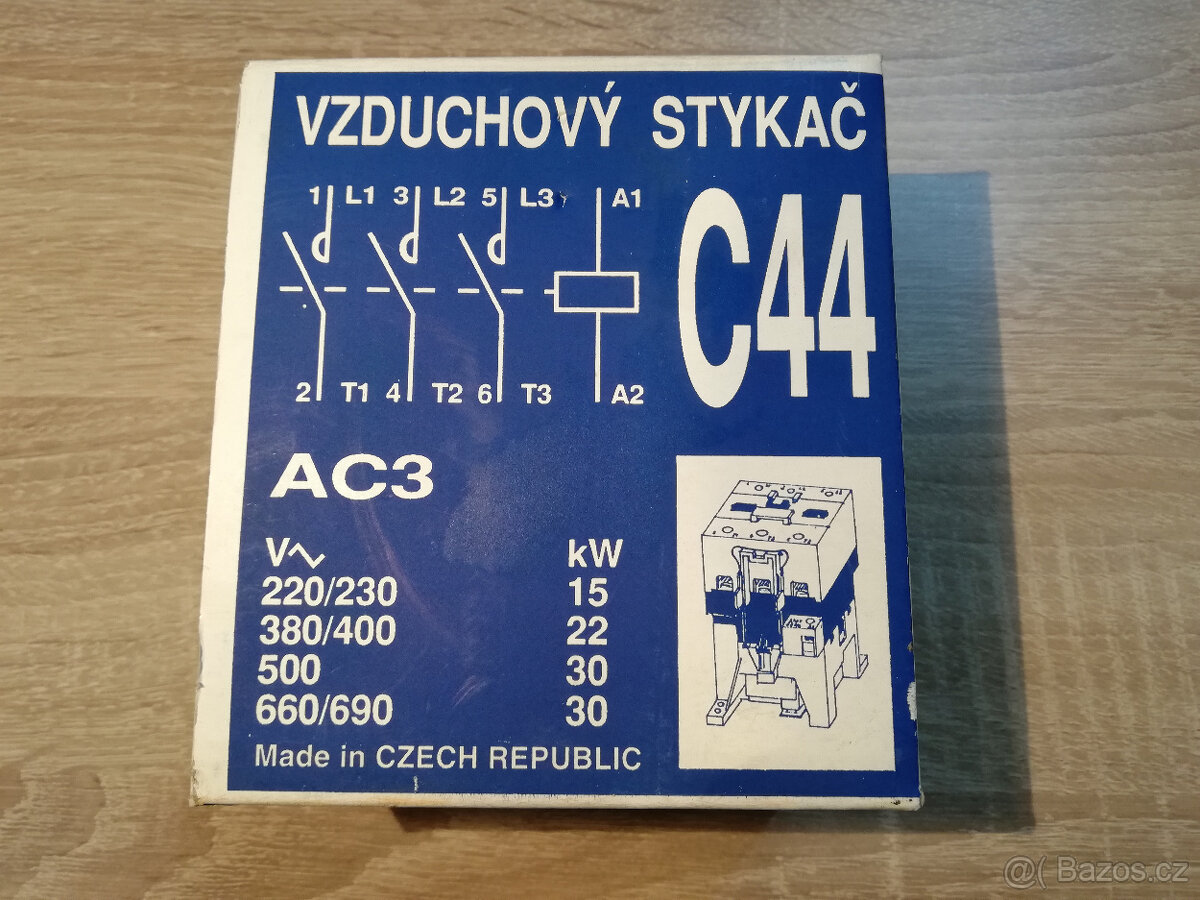 VZDUCHOVÝ STYKAČ
1 L1 3 L2 5 L3 A1
C44
2 T1 4 T2 6 T3 A2
AC3
V~ kW
220/230 15
380/400 22
500 30
660/690 30
Made in CZECH REPUBLIC
@( Bazos.cz